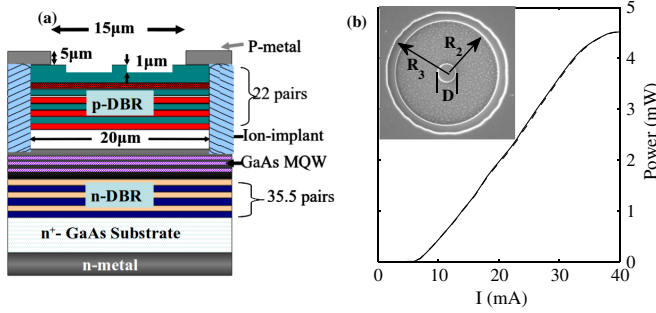 (a)
15µm
5µm
1µm
P-metal
p-DBR
22 pairs
Ion-implant
20µm
GaAs MQW
n-DBR
35.5 pairs
n⁺- GaAs Substrate
n-metal
(b)
R₂
R₃
D
5
4
3
2
1
0
Power (mW)
0
10
20
30
40
I (mA)